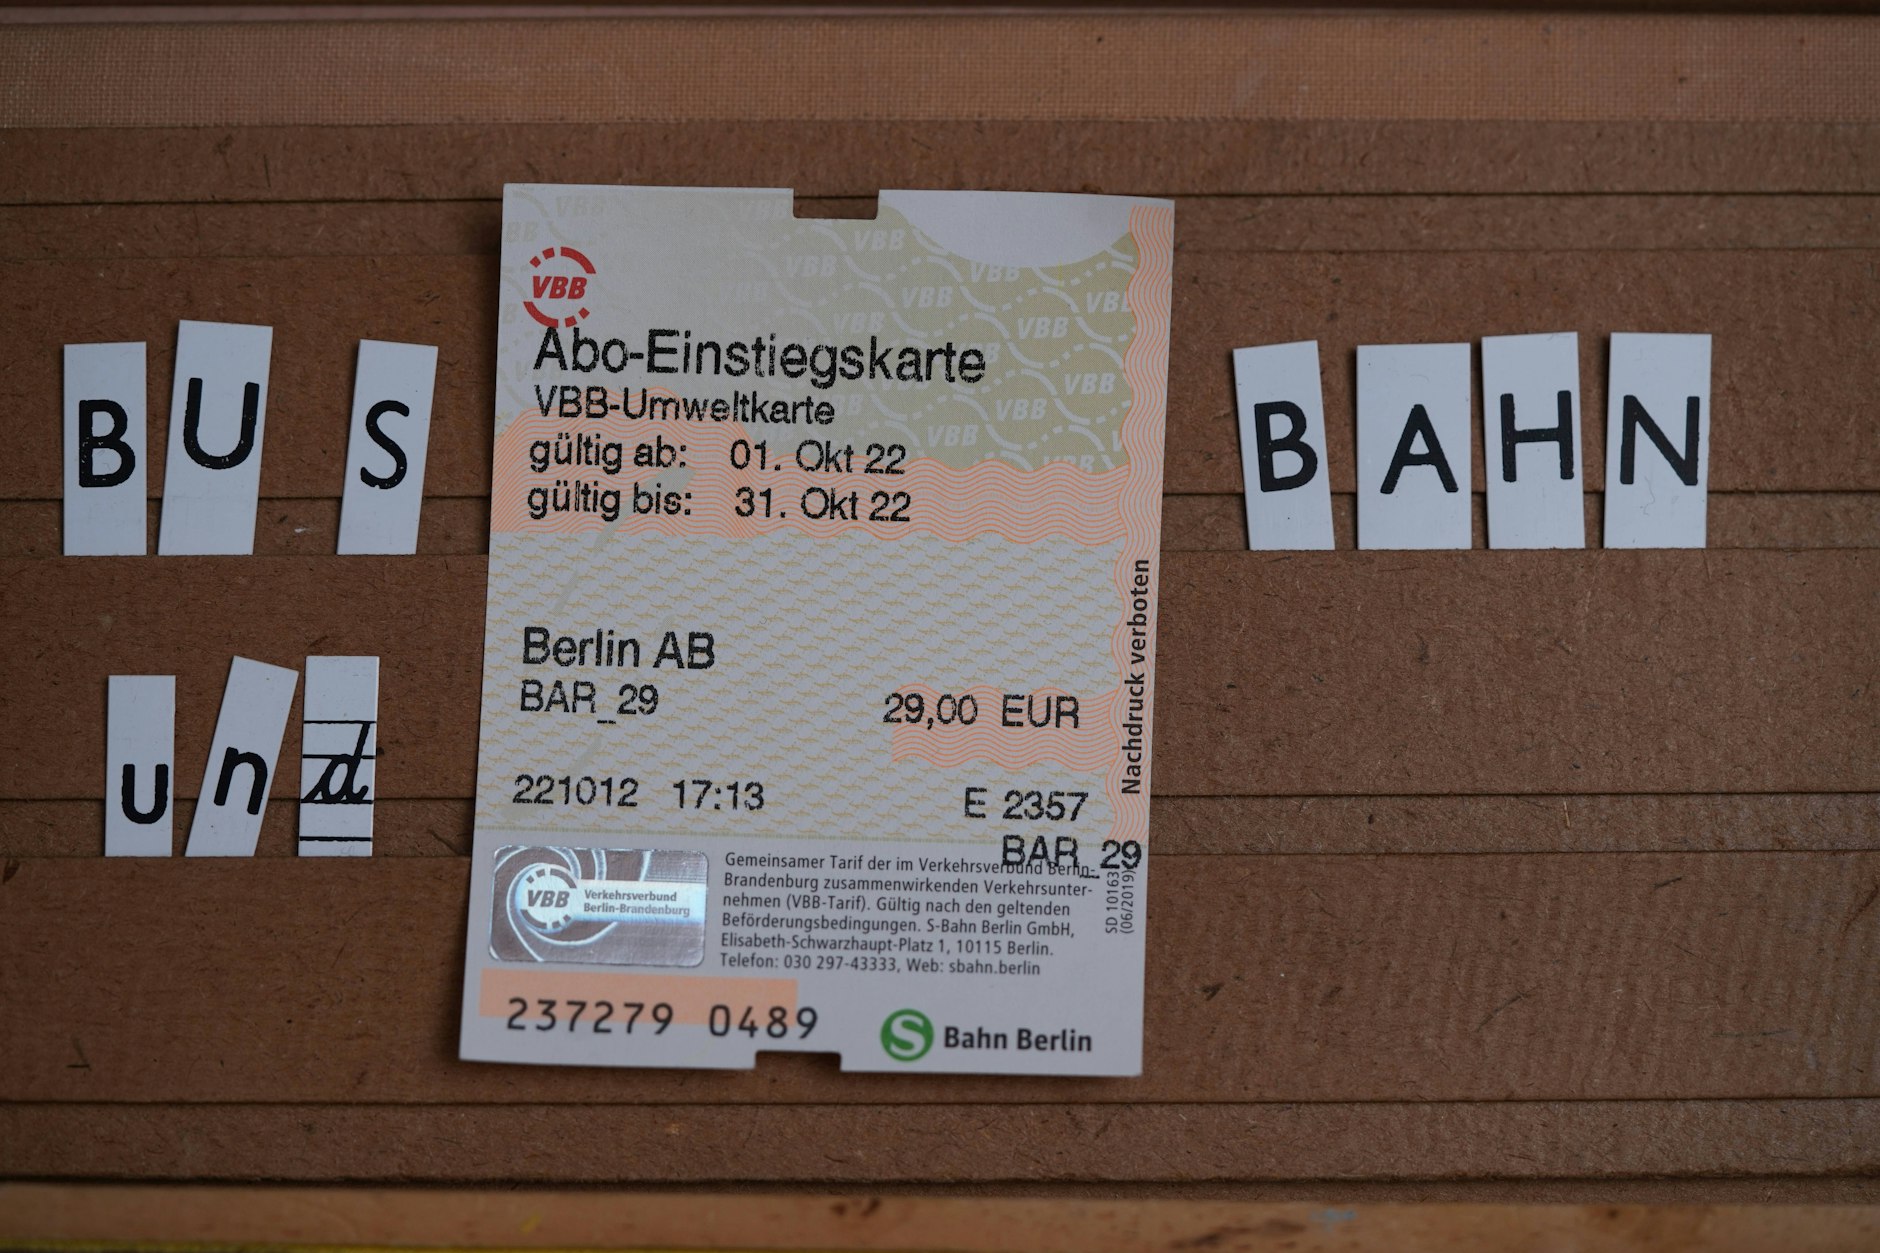 BUS
und
VBB
Abo-Einstiegskarte
VBB-Umweltkarte
gültig ab: 01. Okt 22
gültig bis: 31. Okt 22
Berlin AB
BAR_29
29,00 EUR
221012 17:13
E 2357
BAR_29
Nachdruck verboten
VBB Verkehrsverbund
Berlin-Brandenburg
Gemeinsamer Tarif der im Verkehrsverbund Berlin-
Brandenburg zusammenwirkenden Verkehrsunter-
nehmen (VBB-Tarif). Gültig nach den geltenden
Beförderungsbedingungen. S-Bahn Berlin GmbH,
Elisabeth-Schwarzhaupt-Platz 1, 10115 Berlin.
Telefon: 030 297-43333, Web: sbahn.berlin
SD 10163
(06/2019)
237279 0489
S Bahn Berlin
BAHN